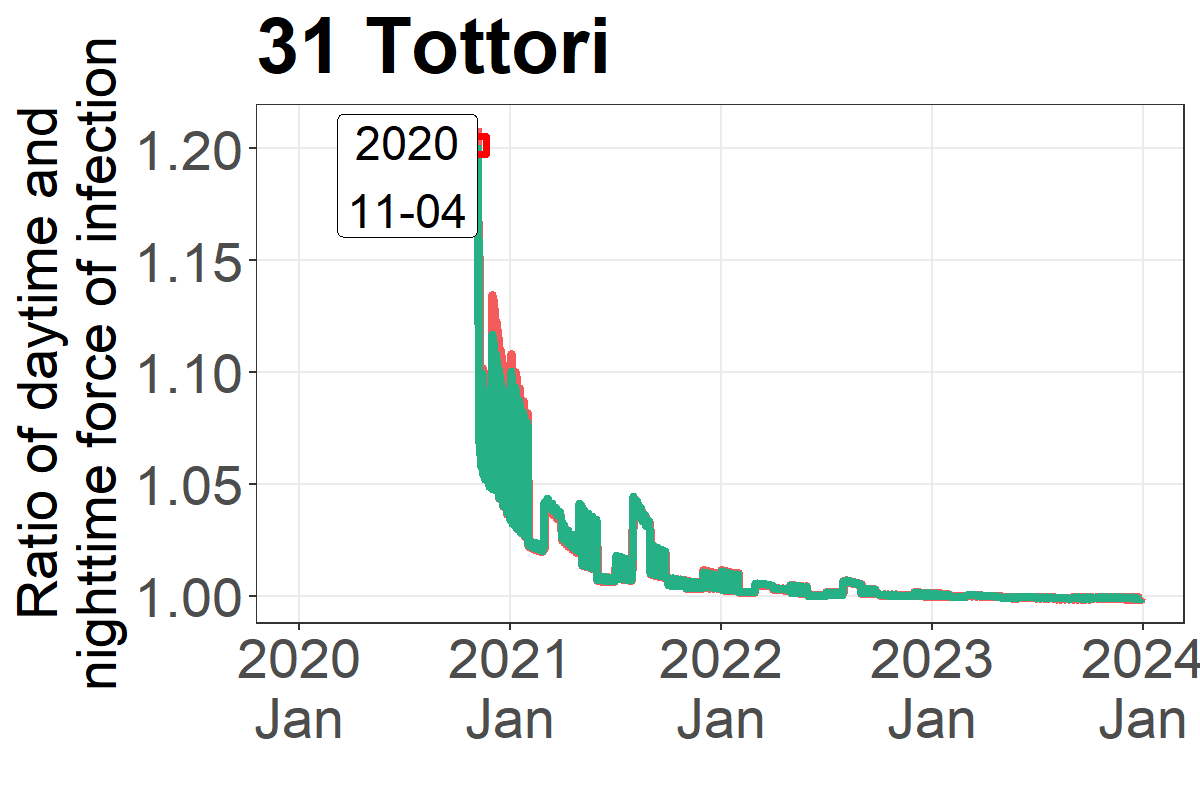 31 Tottori
Ratio of daytime and
nighttime force of infection
1.20
1.15
1.10
1.05
1.00
2020
11-04
2020 2021 2022 2023 2024
Jan Jan Jan Jan Jan